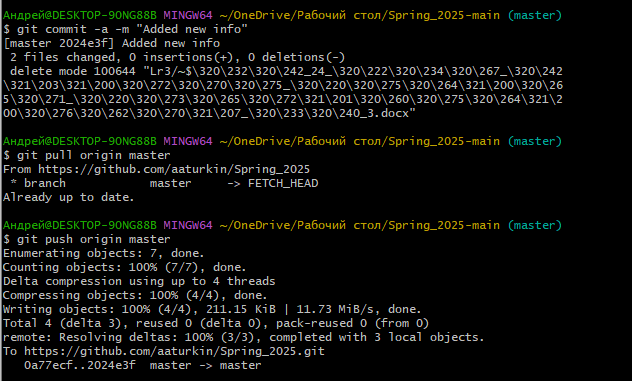 Андрей@DESKTOP-9ONG88B MINGW64 ~/OneDrive/Рабочий стол/Spring_2025-main (master)
$ git commit -a -m "Added new info"
[master 2024e3f] Added new info
 2 files changed, 0 insertions(+), 0 deletions(-)
 delete mode 100644 "Lr3/~$\320\232\320\242_24_\320\222\320\234\320\267_\320\242
\321\203\321\200\320\272\320\270\320\275_\320\220\320\275\320\264\321\200\320\26
5\320\271_\320\220\320\273\320\265\320\272\321\201\320\260\320\275\320\264\321\2
00\320\276\320\262\320\270\321\207_\320\233\320\240_3.docx"

Андрей@DESKTOP-9ONG88B MINGW64 ~/OneDrive/Рабочий стол/Spring_2025-main (master)
$ git pull origin master
From https://github.com/aaturkin/Spring_2025
 * branch            master     -> FETCH_HEAD
Already up to date.

Андрей@DESKTOP-9ONG88B MINGW64 ~/OneDrive/Рабочий стол/Spring_2025-main (master)
$ git push origin master
Enumerating objects: 7, done.
Counting objects: 100% (7/7), done.
Delta compression using up to 4 threads
Compressing objects: 100% (4/4), done.
Writing objects: 100% (4/4), 211.15 KiB | 11.73 MiB/s, done.
Total 4 (delta 3), reused 0 (delta 0), pack-reused 0 (from 0)
remote: Resolving deltas: 100% (3/3), completed with 3 local objects.
To https://github.com/aaturkin/Spring_2025.git
   0a77ecf..2024e3f  master -> master